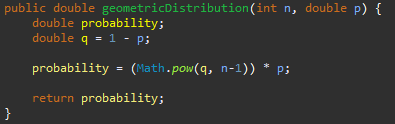 public double geometricDistribution(int n, double p) {
double probability;
double q = 1 - p;
probability = (Math.pow(q, n-1)) * p;
return probability;
}